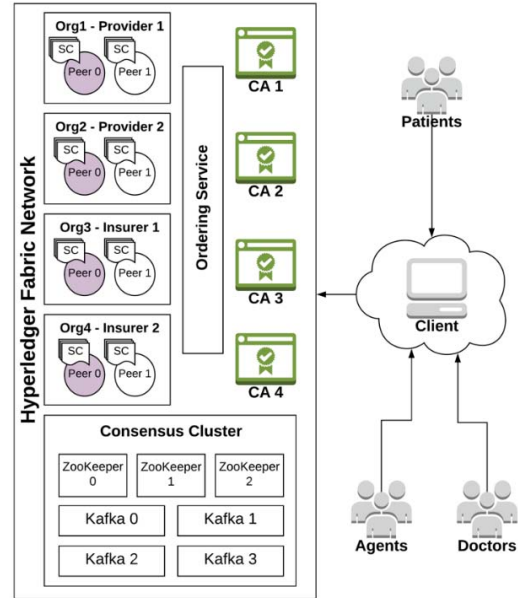 Hyperledger Fabric Network
Org1 - Provider 1
SC
SC
Peer 0
Peer 1
Org2 - Provider 2
SC
SC
Peer 0
Peer 1
Org3 - Insurer 1
SC
SC
Peer 0
Peer 1
Org4 - Insurer 2
SC
SC
Peer 0
Peer 1
Ordering Service
CA 1
CA 2
CA 3
CA 4
Consensus Cluster
ZooKeeper
0
ZooKeeper
1
ZooKeeper
2
Kafka 0
Kafka 1
Kafka 2
Kafka 3
Patients
Client
Agents
Doctors